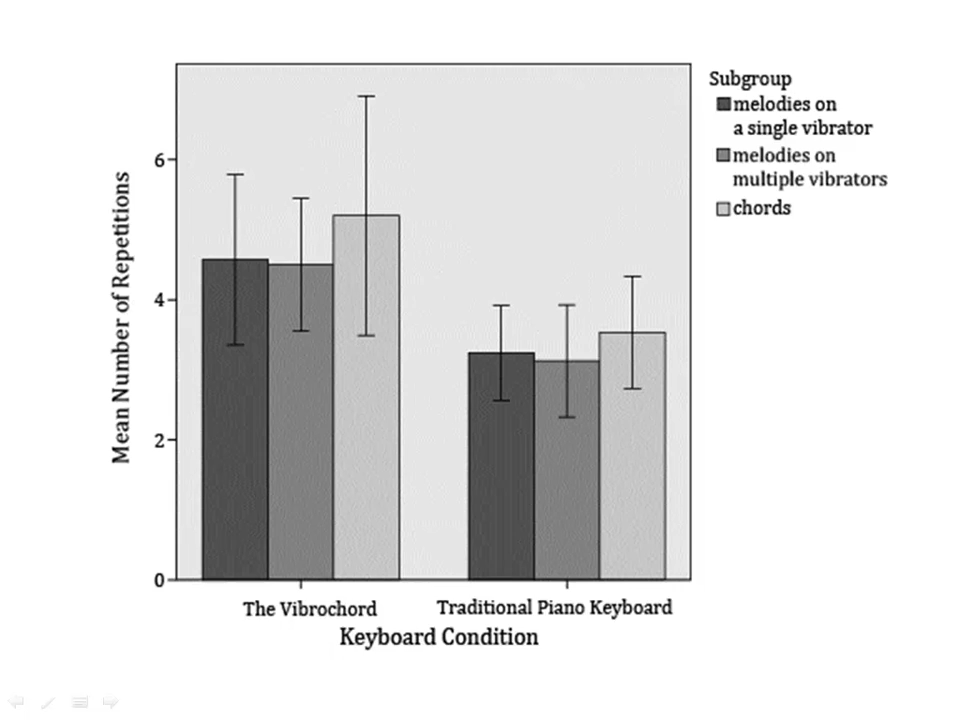 Subgroup
melodies on
a single vibrator
melodies on
multiple vibrators
chords
Mean Number of Repetitions
6
4
2
0
The Vibrochord
Traditional Piano Keyboard
Keyboard Condition